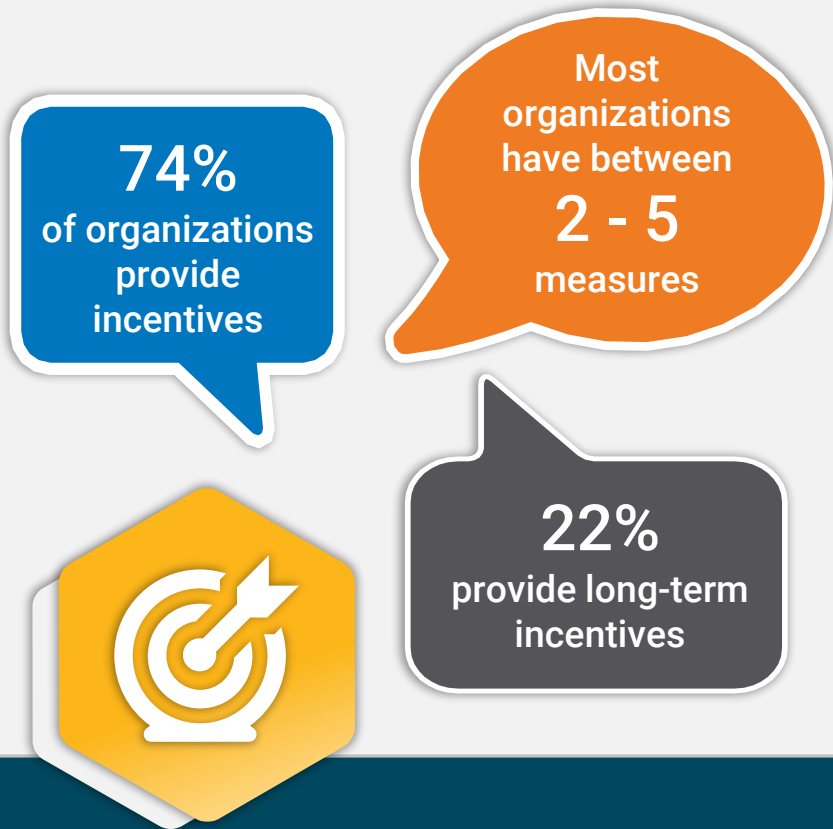 74%
of organizations
provide
incentives
Most
organizations
have between
2 - 5
measures
22%
provide long-term
incentives